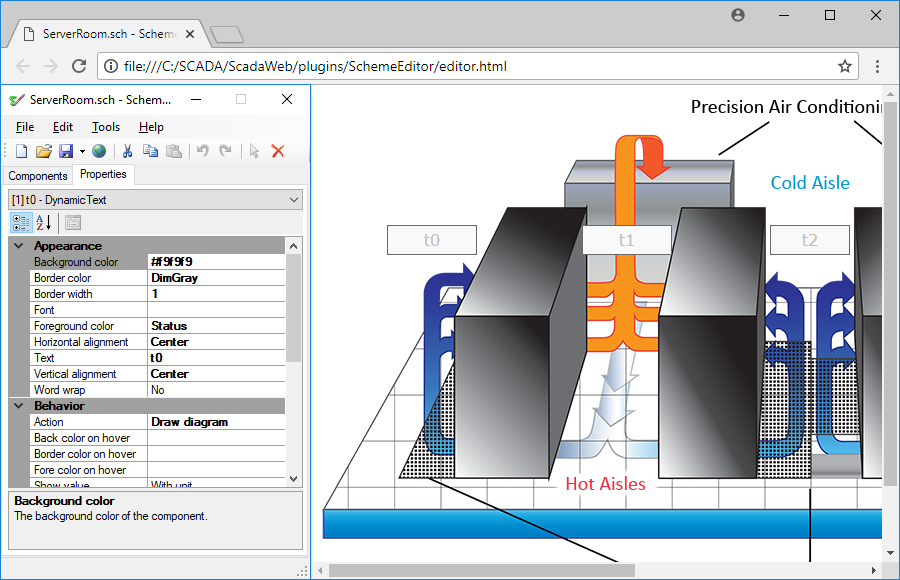 ServerRoom.sch - Scheme
file:///C:/SCADA/ScadaWeb/plugins/SchemeEditor/editor.html
ServerRoom.sch - Schem...
File Edit Tools Help
Components Properties
[1] t0 - DynamicText
Appearance
Background color #f9f9f9
Border color DimGray
Border width 1
Font
Foreground color Status
Horizontal alignment Center
Text t0
Vertical alignment Center
Word wrap No
Behavior
Action Draw diagram
Back color on hover
Border color on hover
Fore color on hover
Show value With unit
Background color
The background color of the component.
Precision Air Conditionin
Cold Aisle
t0 t1 t2
Hot Aisles